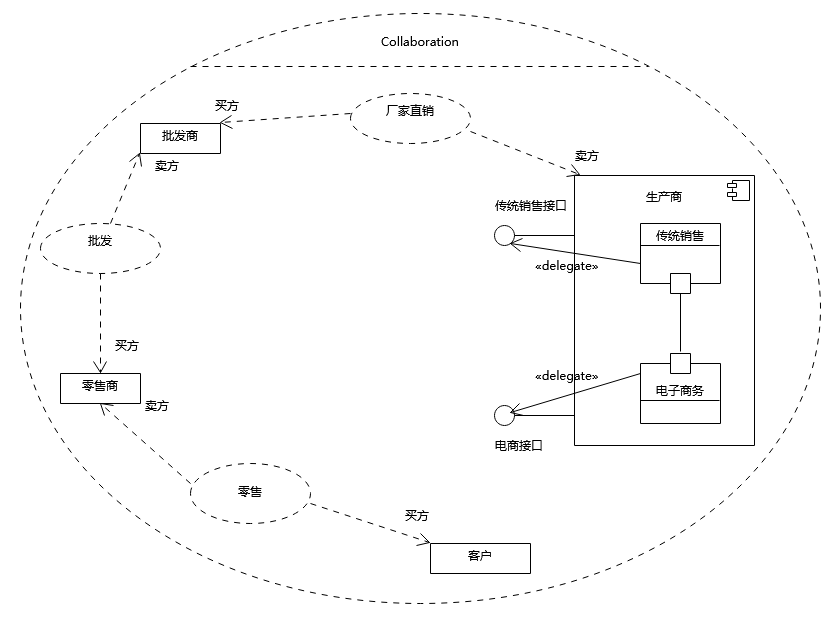 Collaboration
买方
厂家直销
批发商
卖方
卖方
生产商
传统销售接口
传统销售
批发
«delegate»
买方
«delegate»
零售商
电子商务
卖方
电商接口
零售
买方
客户